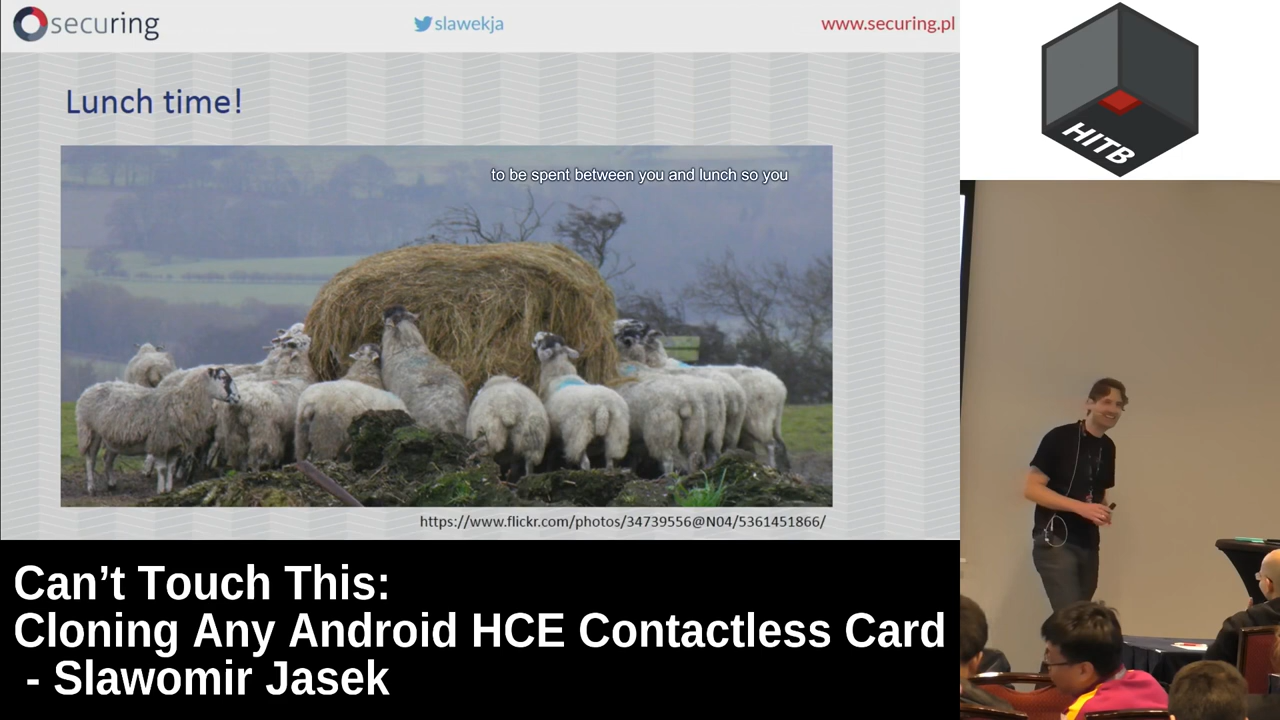 securing
slawekja
www.securing.pl
HITB
Lunch time!
to be spent between you and lunch so you
https://www.flickr.com/photos/34739556@N04/5361451866/
Can’t Touch This:
Cloning Any Android HCE Contactless Card
- Slawomir Jasek